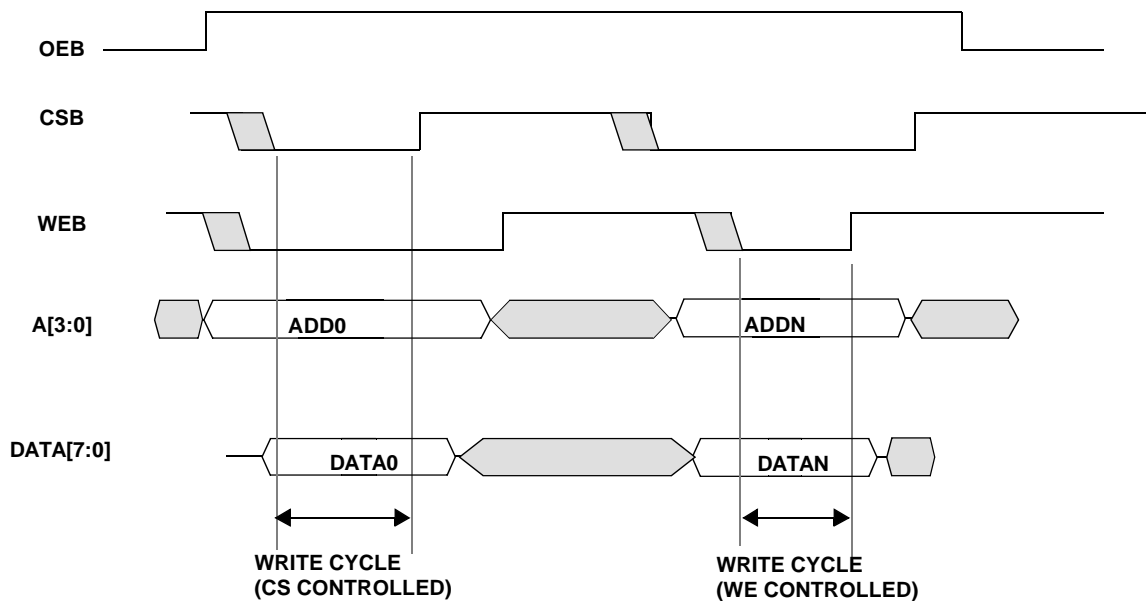 OEB
CSB
WEB
A[3:0]
ADD0
ADDN
DATA[7:0]
DATA0
DATAN
WRITE CYCLE
(CS CONTROLLED)
WRITE CYCLE
(WE CONTROLLED)